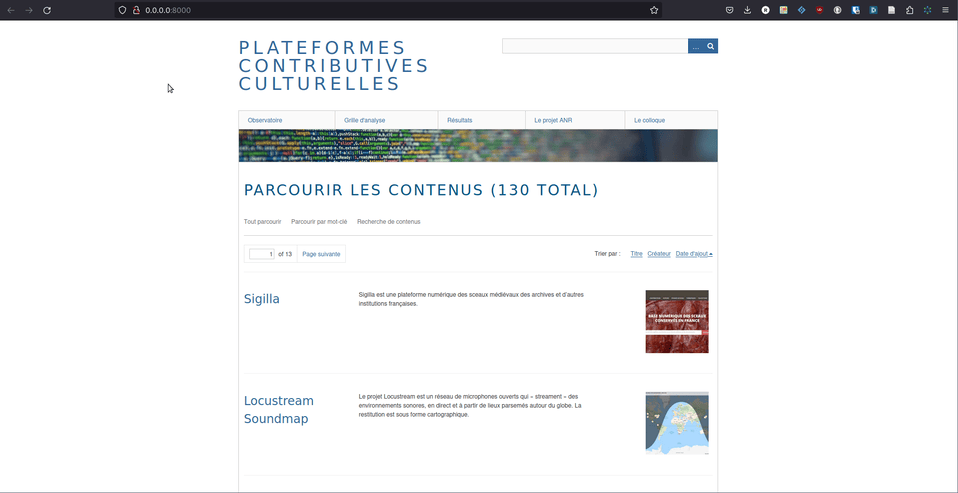 0.0.0.0:8000
PLATEFORMES
CONTRIBUTIVES
CULTURELLES
...
Observatoire
Grille d'analyse
Résultats
Le projet ANR
Le colloque
PARCOURIR LES CONTENUS (130 TOTAL)
Tout parcourir
Parcourir par mot-clé
Recherche de contenus
1 of 13 Page suivante
Trier par : Titre Créateur Date d'ajout
Sigilla
Sigilla est une plateforme numérique des sceaux médiévaux des archives et d'autres
institutions françaises.
BASE NUMÉRIQUE DES SCEAUX
CONSERVÉS EN FRANCE
Locustream
Soundmap
Le projet Locustream est un réseau de microphones ouverts qui « streament » des
environnements sonores, en direct et à partir de lieux parsemés autour du globe. La
restitution est sous forme cartographique.